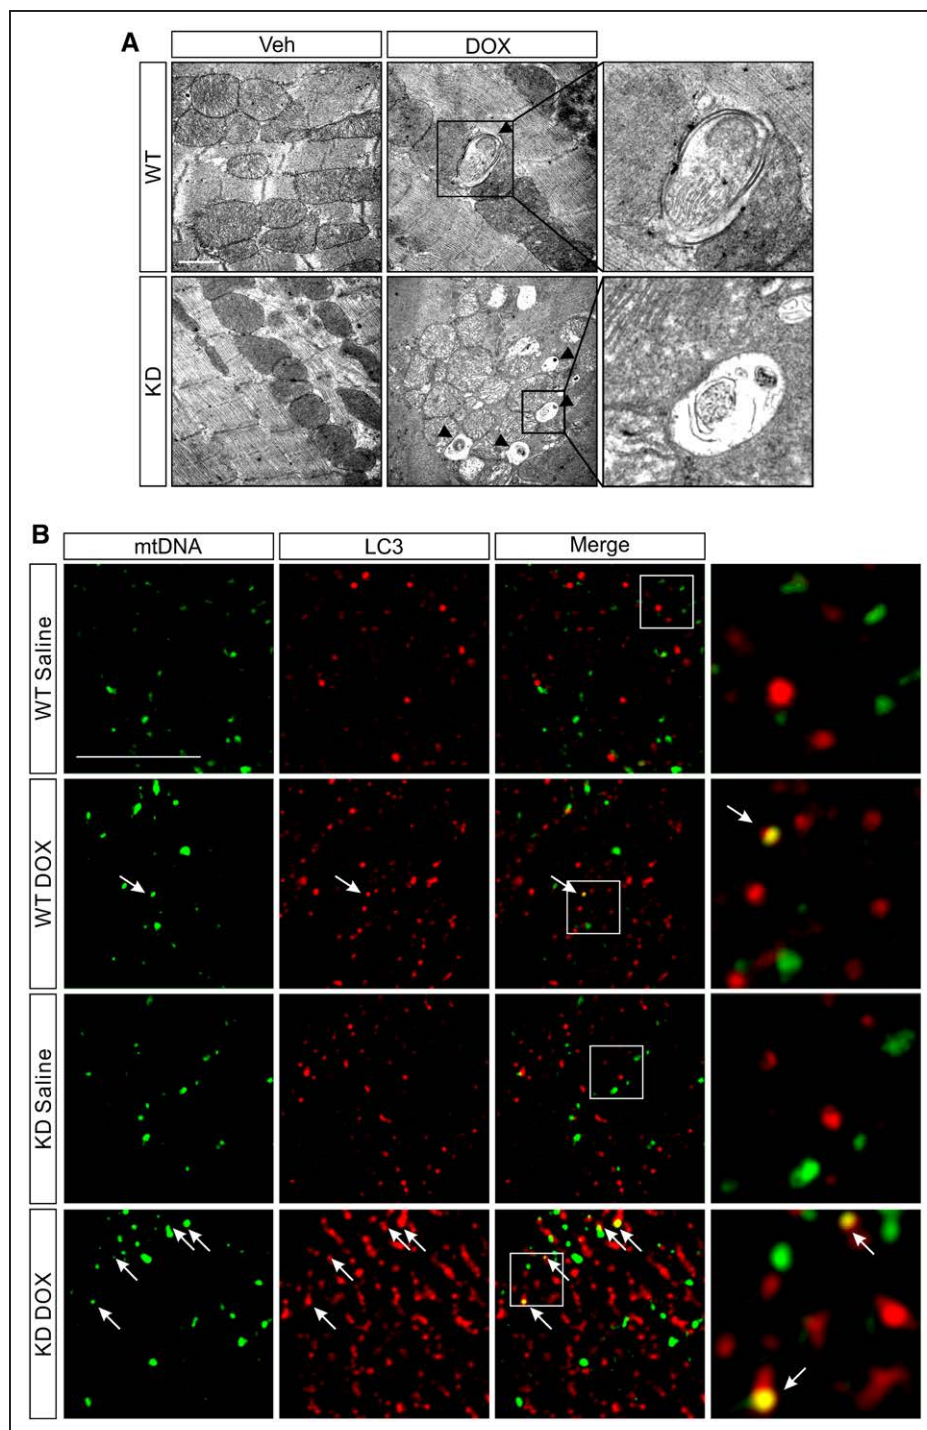 A
Veh
DOX
WT
KD
B
mtDNA
LC3
Merge
WT Saline
WT DOX
KD Saline
KD DOX